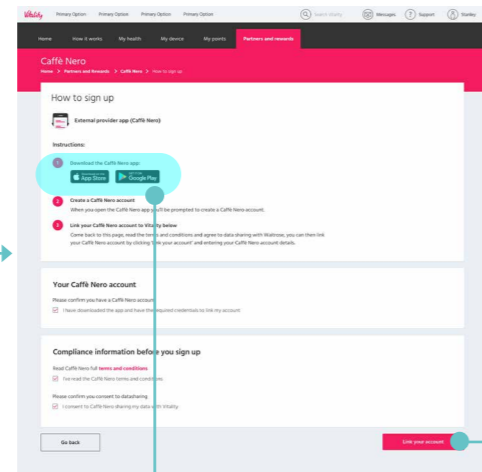 Vitality Primary Option Primary Option Primary Option Primary Option Search Vitality Messages Support Stanley
Home How it works My health My device My points Partners and rewards
Caffè Nero
Home > Partners and Rewards > Caffè Nero > How to sign up
How to sign up
External provider app (Caffè Nero)
Instructions:
1 Download the Caffè Nero app:
App Store Google Play
2 Create a Caffè Nero account
When you open the Caffè Nero app you'll be prompted to create a Caffè Nero account.
3 Link your Caffè Nero account to Vitality below
Come back to this page, read the terms and conditions and agree to data sharing with Waitrose, you can then link
your Caffè Nero account by clicking 'Link your account' and entering your Caffè Nero account details.
Your Caffè Nero account
Please confirm you have a Caffè Nero account
I have downloaded the app and have the required credentials to link my account
Compliance information before you sign up
Read Caffè Nero full terms and conditions
I've read the Caffè Nero terms and conditions
Please confirm you consent to datasharing
I consent to Caffè Nero sharing my data with Vitality.
Go back Link your account